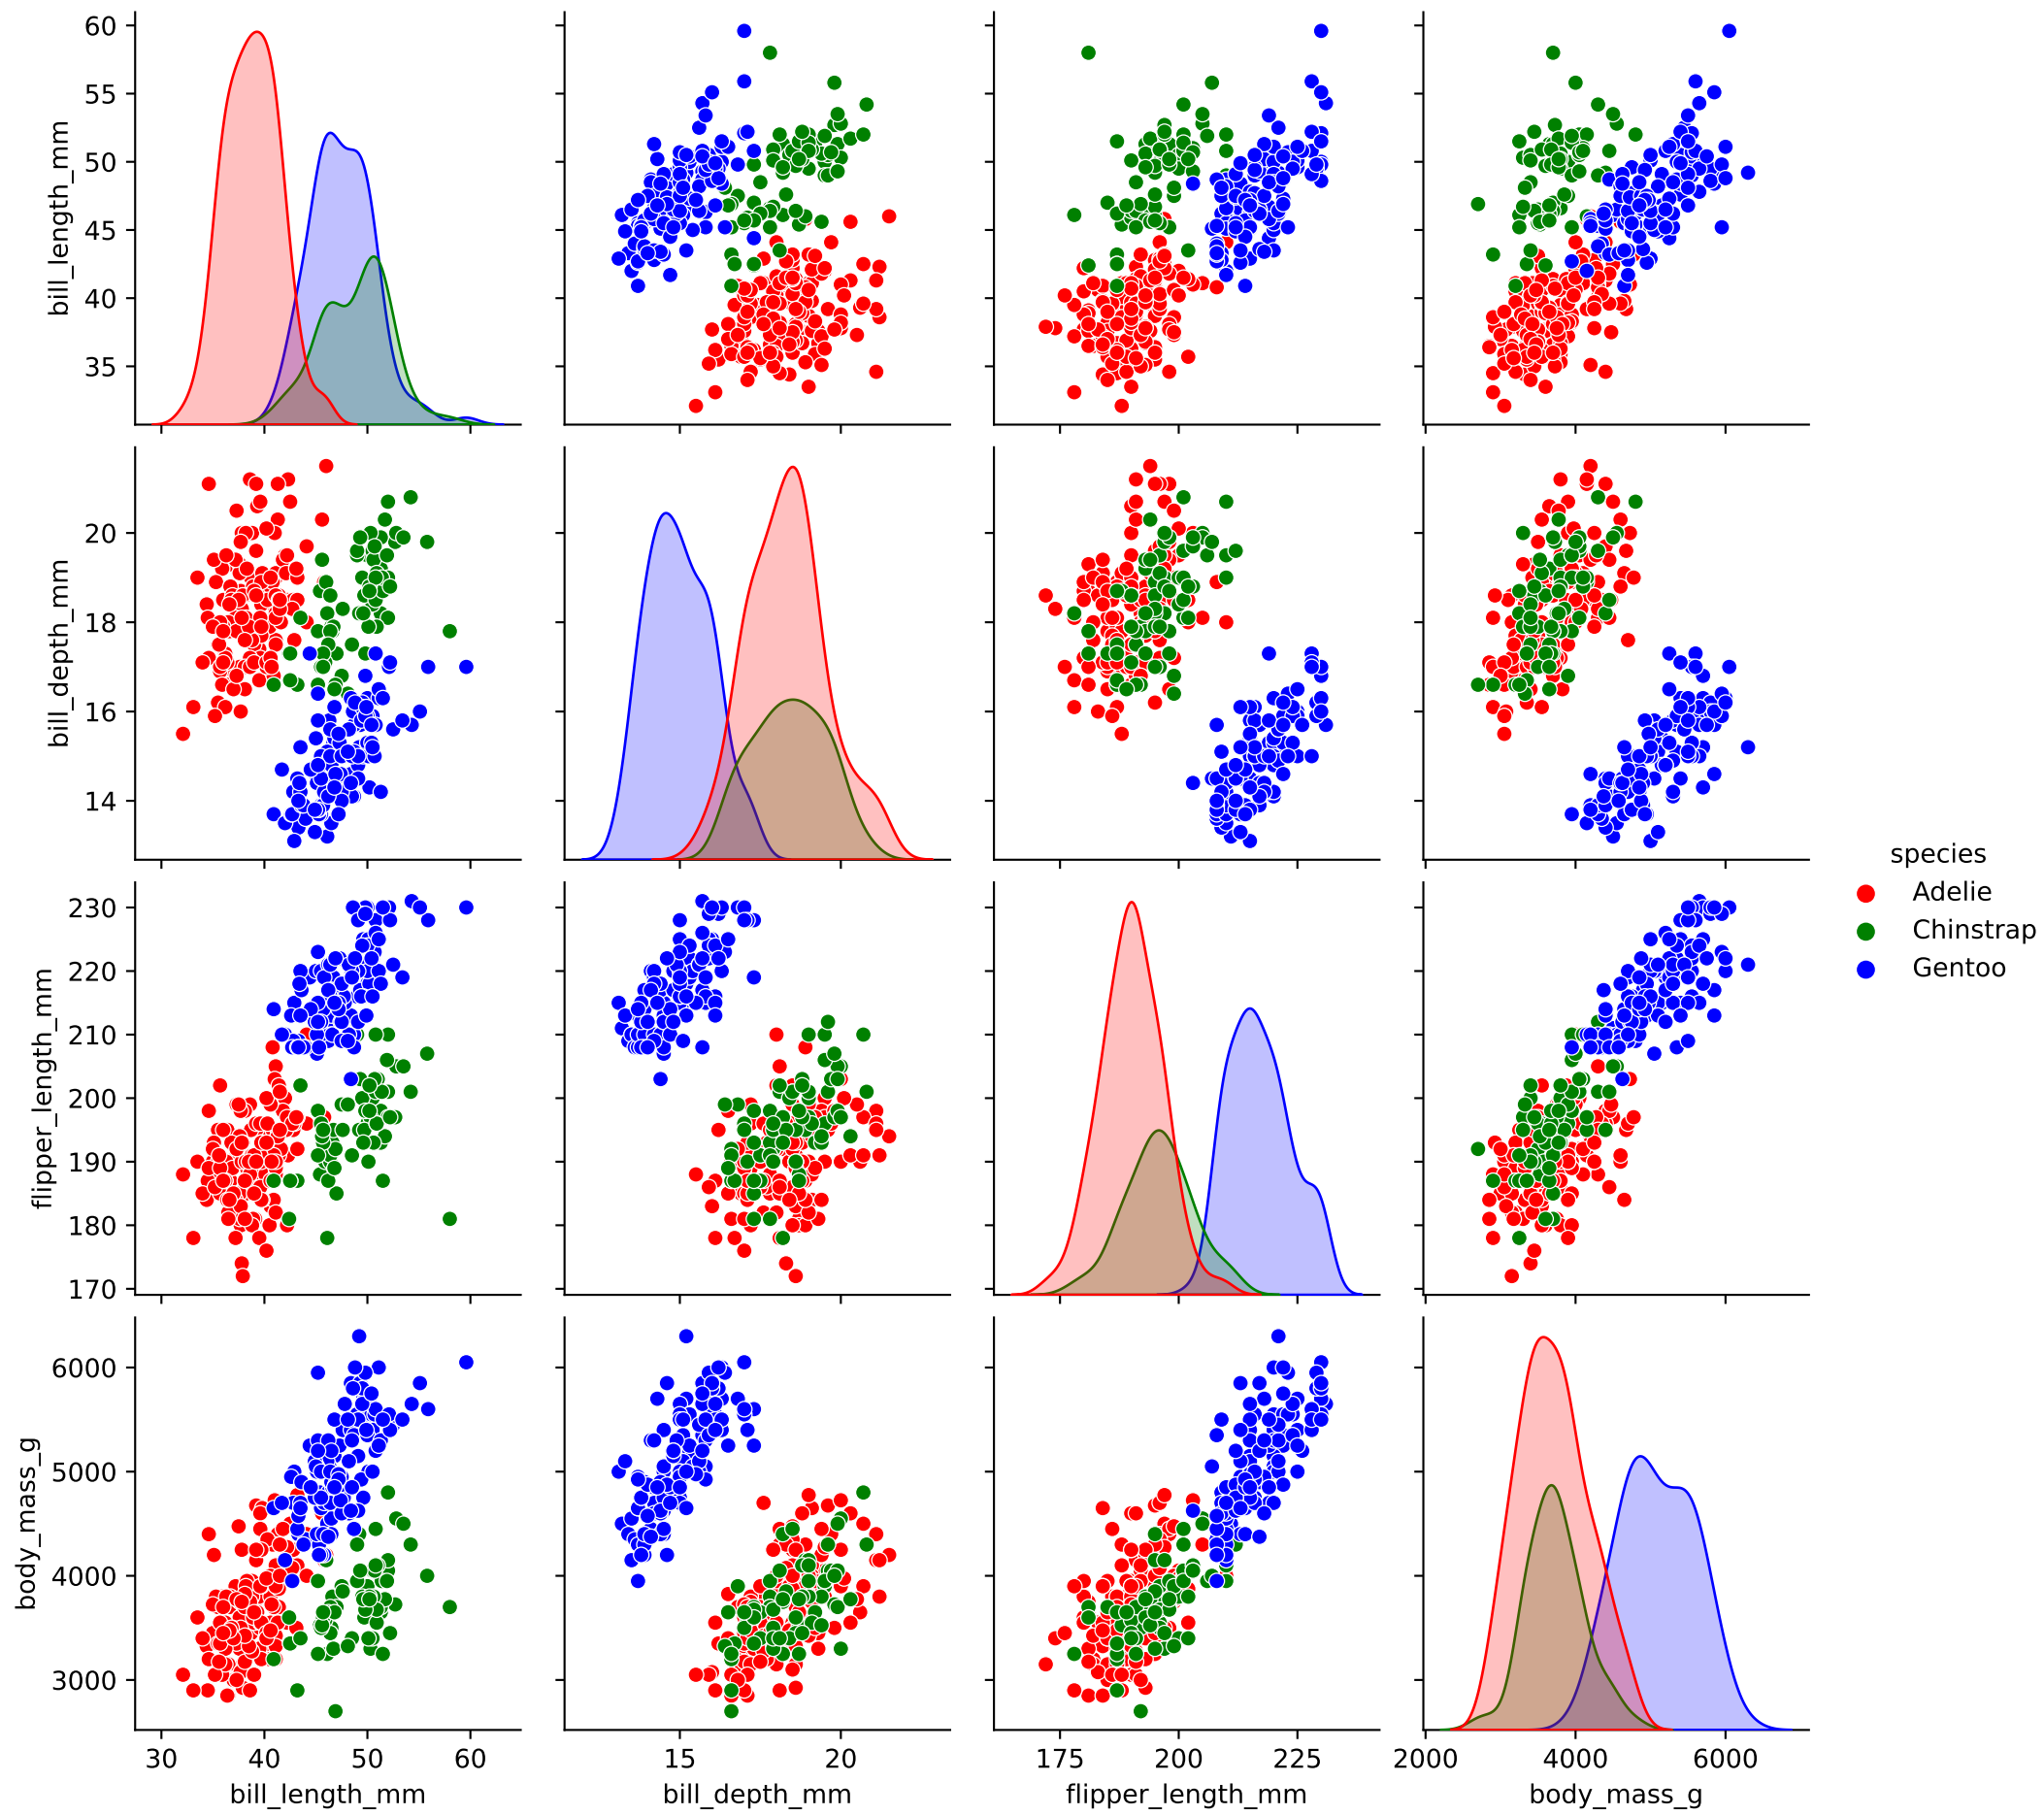 60
55
50
45
40
35
bill_length_mm
20
18
16
14
bill_depth_mm
species
Adelie
Chinstrap
Gentoo
230
220
210
200
190
180
170
flipper_length_mm
6000
5000
4000
3000
body_mass_g
30 40 50 60
15 20
175 200 225
2000 4000 6000
bill_length_mm
bill_depth_mm
flipper_length_mm
body_mass_g